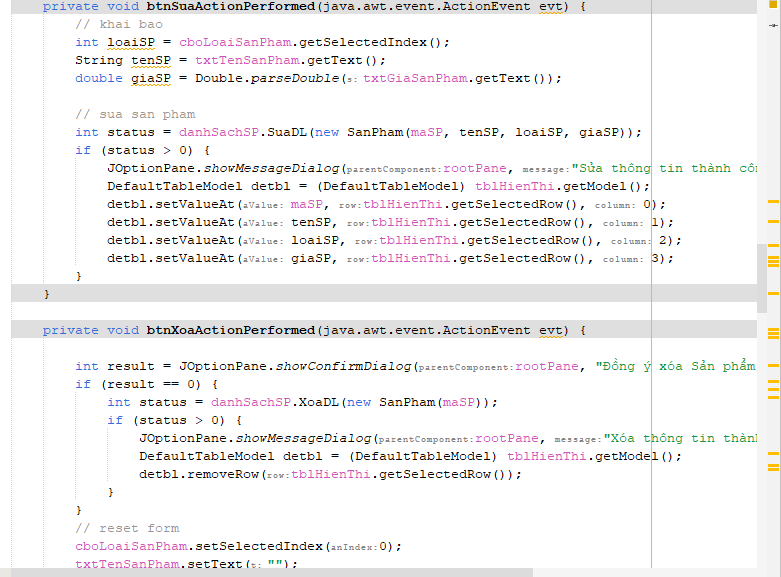 private void btnSuaActionPerformed(java.awt.event.ActionEvent evt) {
// khai bao
int loaiSP = cboLoaiSanPham.getSelectedIndex();
String tenSP = txtTenSanPham.getText();
double giaSP = Double.parseDouble(s: txtGiaSanPham.getText());
// sua san pham
int status = danhSachSP.SuaDL(new SanPham(maSP, tenSP, loaiSP, giaSP));
if (status > 0) {
JOptionPane.showMessageDialog(parentComponent: rootPane, message: "Sửa thông tin thành côn
DefaultTableModel detbl = (DefaultTableModel) tblHienThi.getModel();
detbl.setValueAt(aValue: maSP, row: tblHienThi.getSelectedRow(), column: 0);
detbl.setValueAt(aValue: tenSP, row: tblHienThi.getSelectedRow(), column: 1);
detbl.setValueAt(aValue: loaiSP, row: tblHienThi.getSelectedRow(), column: 2);
detbl.setValueAt(aValue: giaSP, row: tblHienThi.getSelectedRow(), column: 3);
}
}
private void btnXoaActionPerformed(java.awt.event.ActionEvent evt) {
int result = JOptionPane.showConfirmDialog(parentComponent: rootPane, "Đồng ý xóa Sản phẩm
if (result == 0) {
int status = danhSachSP.XoaDL(new SanPham(maSP));
if (status > 0) {
JOptionPane.showMessageDialog(parentComponent: rootPane, message: "Xóa thông tin thành
DefaultTableModel detbl = (DefaultTableModel) tblHienThi.getModel();
detbl.removeRow(row: tblHienThi.getSelectedRow());
}
}
// reset form
cboLoaiSanPham.setSelectedIndex(anIndex: 0);
txtTenSanPham.setText(t: "");